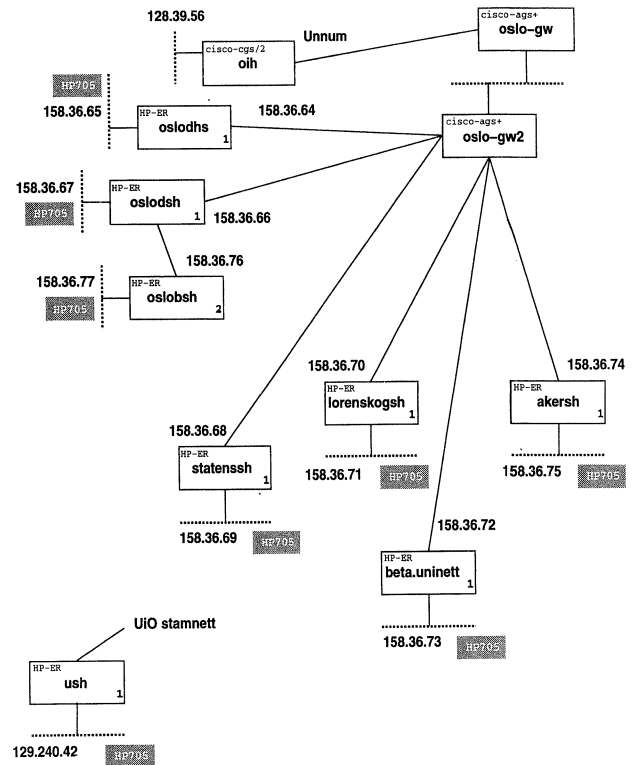 128.39.56
Unnum
cisco-ags+
oslo-gw
cisco-cgs/2
oih
HP705
158.36.65
158.36.64
HP-ER
oslodhs
1
cisco-ags+
oslo-gw2
158.36.67
HP705
HP-ER
oslodsh
1
158.36.66
158.36.76
158.36.77
HP705
HP-ER
oslobsh
2
158.36.70
158.36.74
HP-ER
lorenskogsh
1
HP-ER
akersh
1
158.36.68
HP-ER
statenssh
1
158.36.71
HP705
158.36.75
HP705
158.36.69
HP705
158.36.72
HP-ER
beta.uninett
1
158.36.73
HP705
UiO stamnett
HP-ER
ush
1
129.240.42
HP705